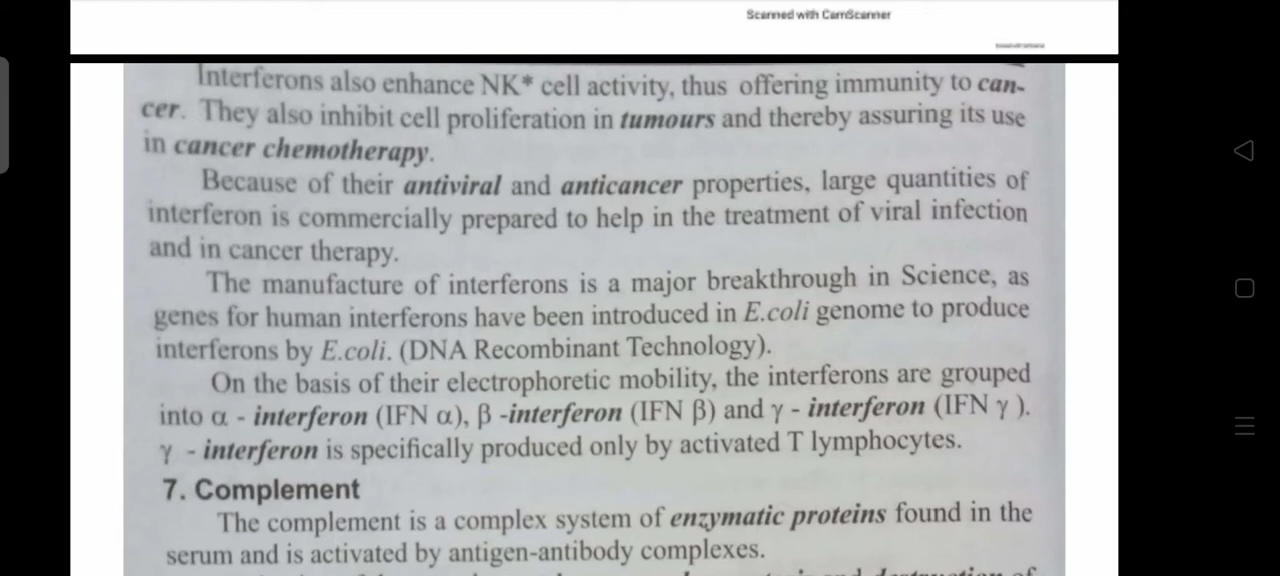 Scanned with CamScanner
Interferons also enhance NK* cell activity, thus offering immunity to can-
cer. They also inhibit cell proliferation in tumours and thereby assuring its use
in cancer chemotherapy.
Because of their antiviral and anticancer properties, large quantities of
interferon is commercially prepared to help in the treatment of viral infection
and in cancer therapy.
The manufacture of interferons is a major breakthrough in Science, as
genes for human interferons have been introduced in E.coli genome to produce
interferons by E.coli. (DNA Recombinant Technology).
On the basis of their electrophoretic mobility, the interferons are grouped
into α - interferon (IFN α), β -interferon (IFN β) and γ - interferon (IFN γ ).
γ - interferon is specifically produced only by activated T lymphocytes.
7. Complement
The complement is a complex system of enzymatic proteins found in the
serum and is activated by antigen-antibody complexes.
and destruction of